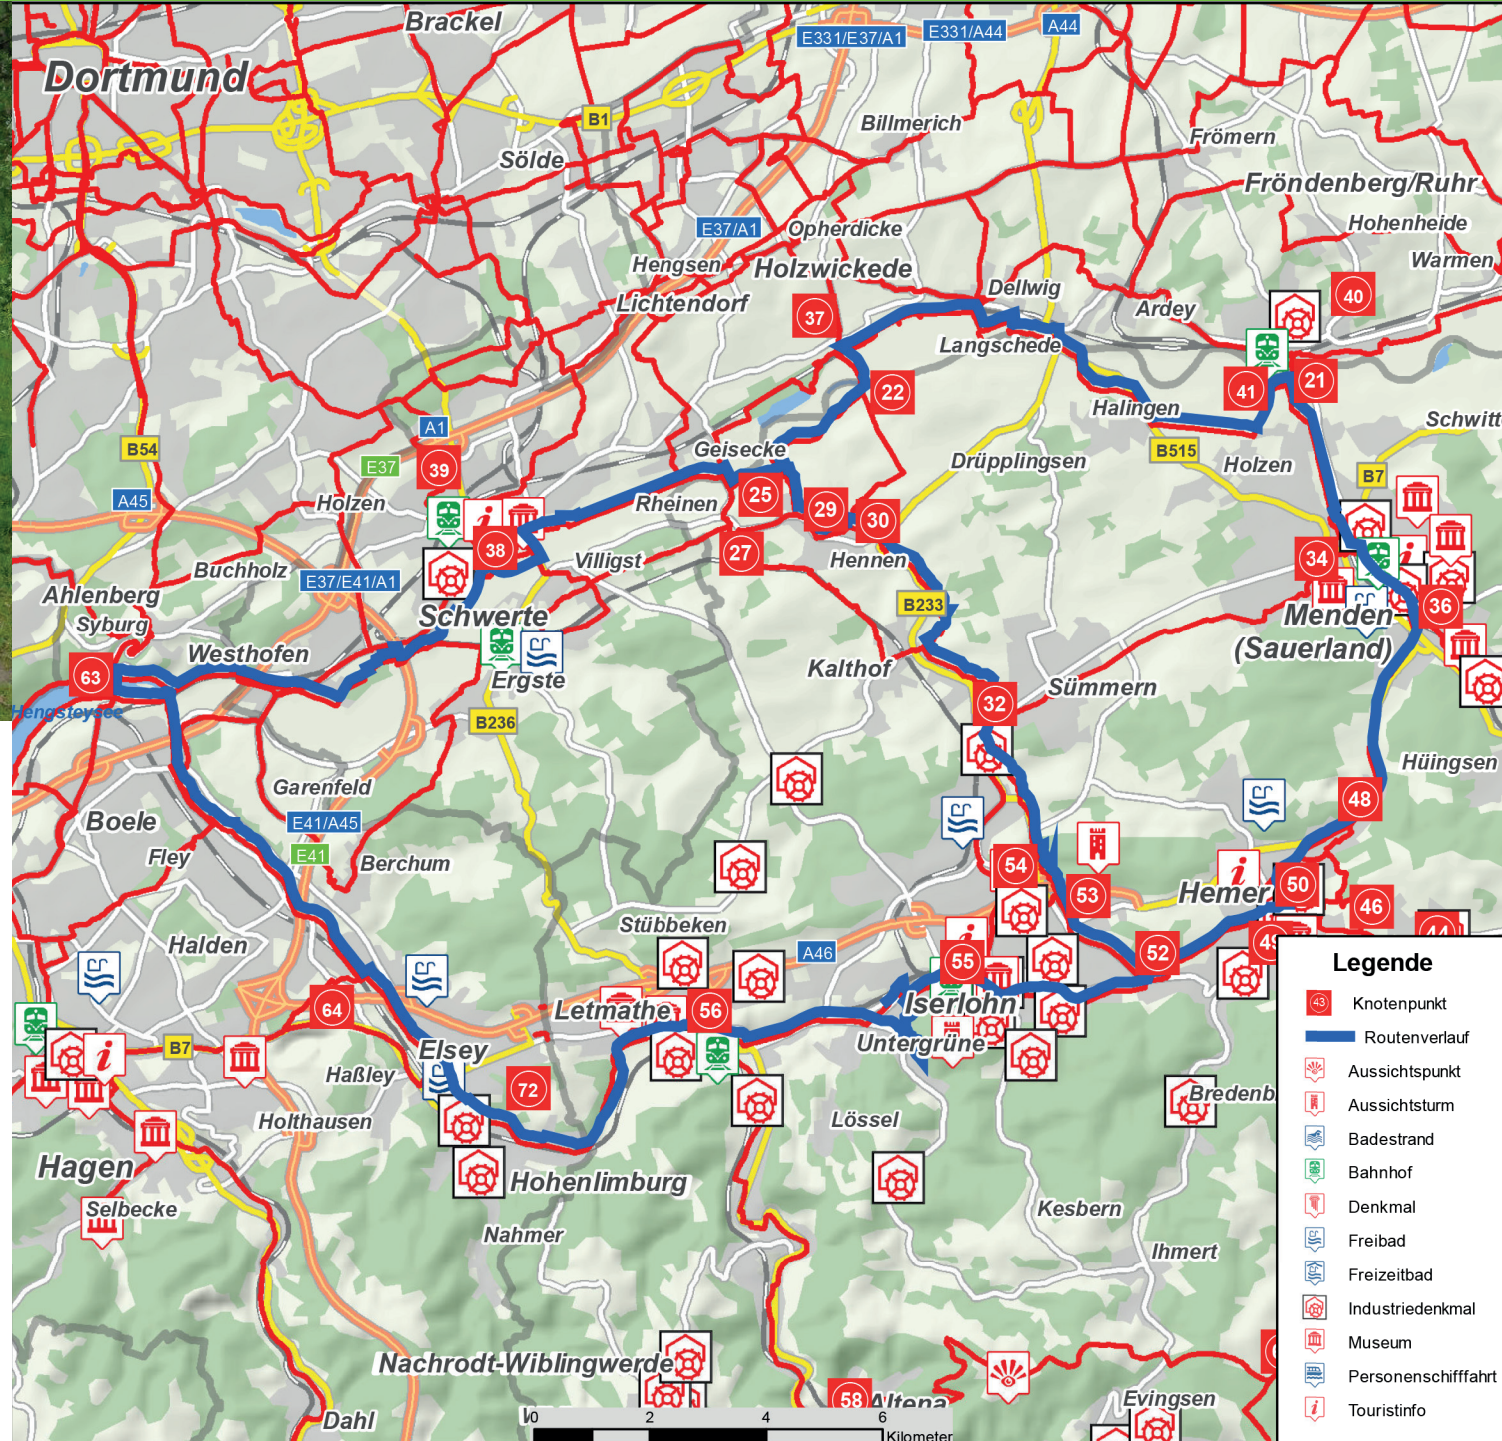 Brackel
E331/E37/A1
E331/A44
A44
Dortmund
B1
Billmerich
Frömern
Sölde
Fröndenberg/Ruhr
E37/A1
Opherdicke
Hohenheide
Hengsen
Holzwickede
Warmen
Lichtendorf
Dellwig
40
37
Ardey
Langschede
22
41
21
Halingen
A1
Schwitt
B54
E37
39
Geisecke
Drüpplingsen
B515
Holzen
B7
A45
Holzen
Rheinen
25
29
30
38
27
Villigst
Hennen
34
Buchholz
E37/E41/A1
Ahlenberg
Syburg
Schwerte
B233
Menden
(Sauerland)
36
Westhofen
63
Ergste
Kalthof
Sümmern
32
Hengsteysee
B236
Garenfeld
Hüingsen
48
Boele
E41/A45
Fley
E41
Berchum
54
53
Hemer
50
46
Halden
Stübbeken
A46
55
52
49
44
64
Letmathe
56
Iserlohn
Untergrüne
B7
Elsey
Haßley
72
Holthausen
Lössel
Bredenb
Hagen
Hohenlimburg
Selbecke
Nahmer
Kesbern
Ihmert
Nachrodt-Wiblingwerde
58
Altena
Evingsen
Dahl
0 2 4 6
Kilometer
Legende
43 Knotenpunkt
Routenverlauf
Aussichtspunkt
Aussichtsturm
Badestrand
Bahnhof
Denkmal
Freibad
Freizeitbad
Industriedenkmal
Museum
Personenschifffahrt
Touristinfo